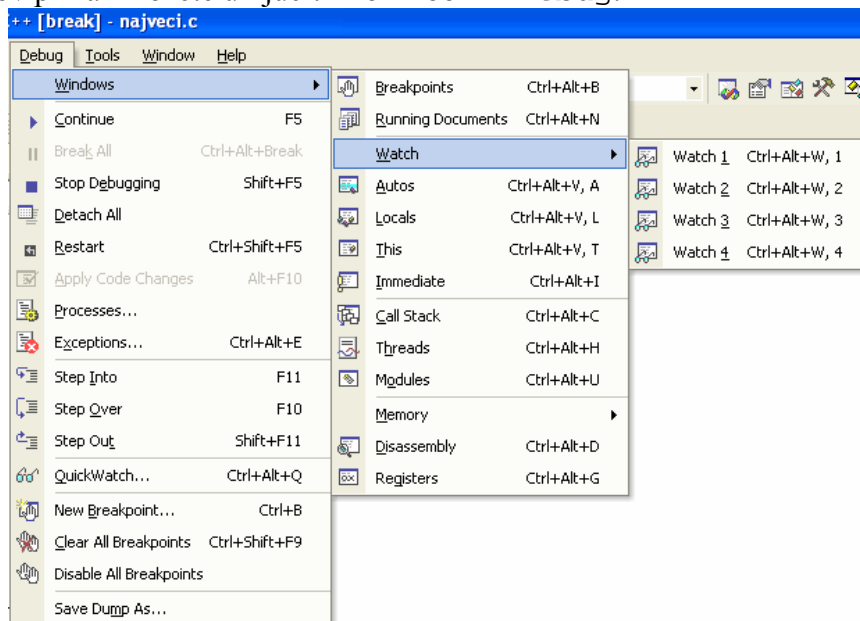 ++ [break] - najveci.c
Debug Tools Window Help
Windows
Continue F5
Break All Ctrl+Alt+Break
Stop Debugging Shift+F5
Detach All
Restart Ctrl+Shift+F5
Apply Code Changes Alt+F10
Processes...
Exceptions... Ctrl+Alt+E
Step Into F11
Step Over F10
Step Out Shift+F11
QuickWatch... Ctrl+Alt+Q
New Breakpoint... Ctrl+B
Clear All Breakpoints Ctrl+Shift+F9
Disable All Breakpoints
Save Dump As...
Breakpoints Ctrl+Alt+B
Running Documents Ctrl+Alt+N
Watch
Autos Ctrl+Alt+V, A
Locals Ctrl+Alt+V, L
This Ctrl+Alt+V, T
Immediate Ctrl+Alt+I
Call Stack Ctrl+Alt+C
Threads Ctrl+Alt+H
Modules Ctrl+Alt+U
Memory
Disassembly Ctrl+Alt+D
Registers Ctrl+Alt+G
Watch 1 Ctrl+Alt+W, 1
Watch 2 Ctrl+Alt+W, 2
Watch 3 Ctrl+Alt+W, 3
Watch 4 Ctrl+Alt+W, 4